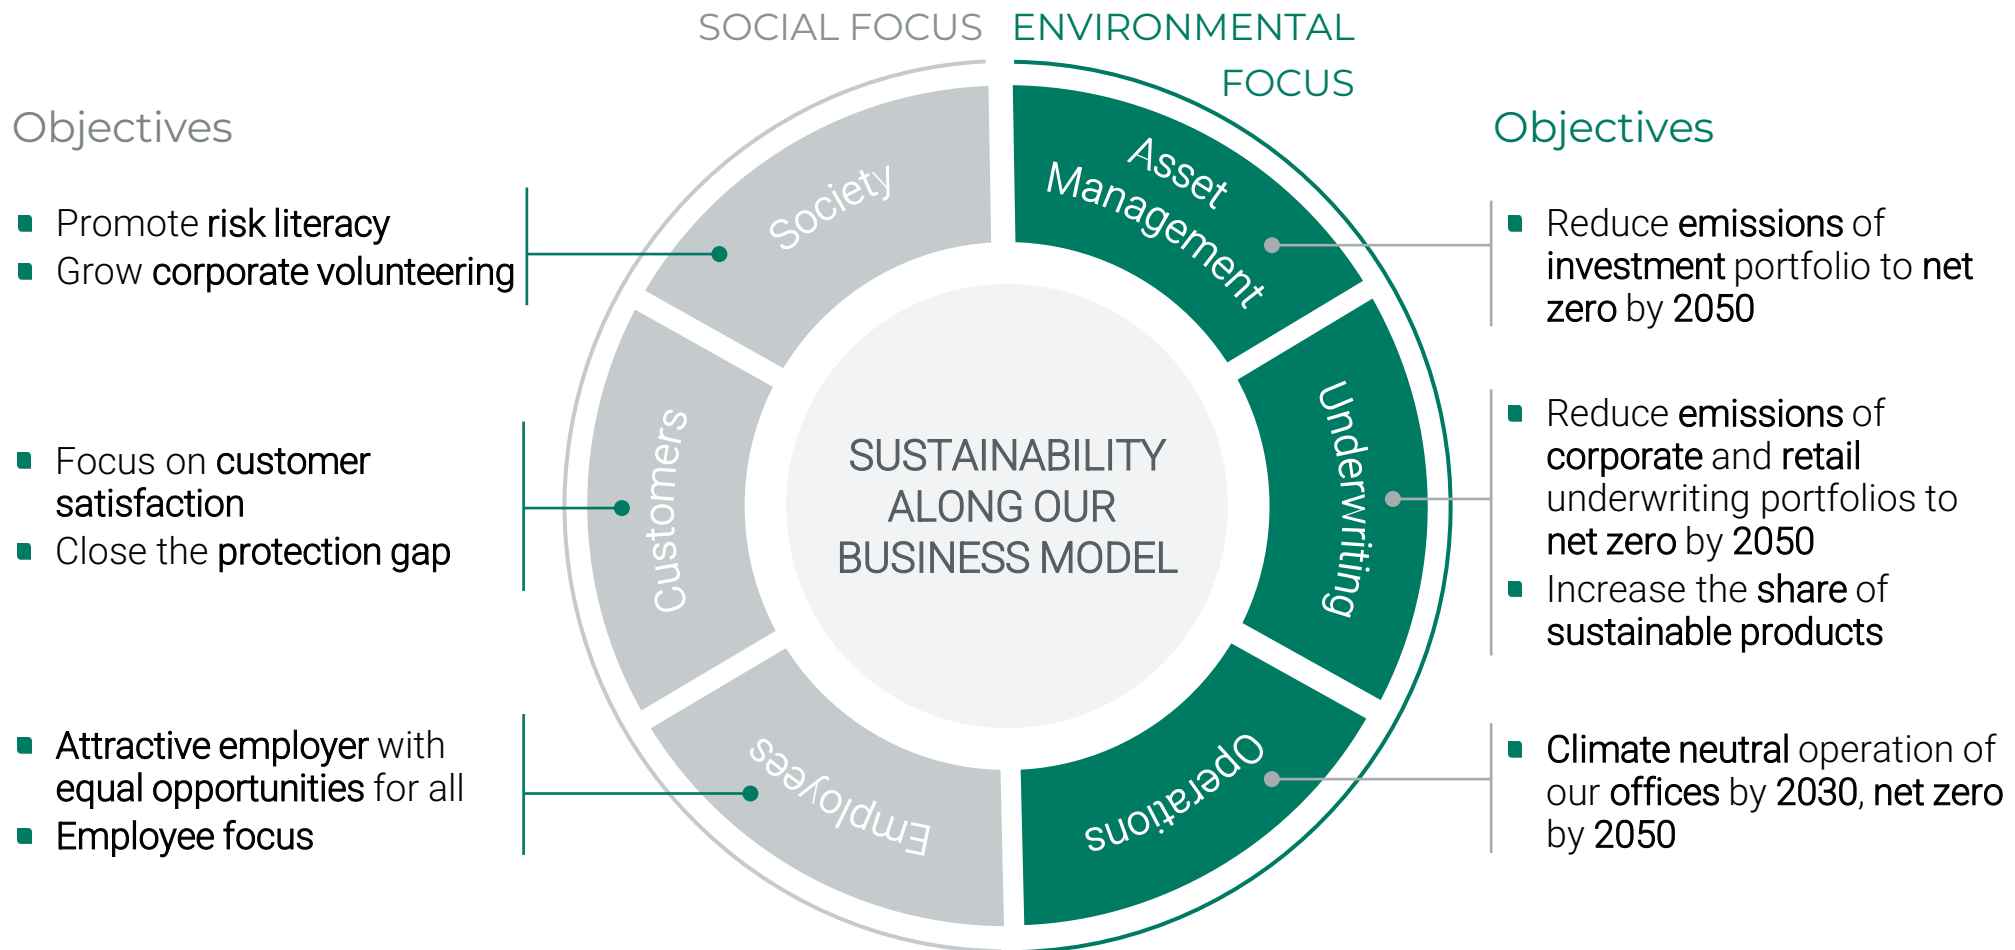 SOCIAL FOCUS
ENVIRONMENTAL
FOCUS
Objectives
Promote risk literacy
Grow corporate volunteering
Focus on customer
satisfaction
Close the protection gap
Attractive employer with
equal opportunities for all
Employee focus
Society
Customers
Employees
SUSTAINABILITY
ALONG OUR
BUSINESS MODEL
Asset
Management
Underwriting
Operations
Objectives
Reduce emissions of
investment portfolio to net
zero by 2050
Reduce emissions of
corporate and retail
underwriting portfolios to
net zero by 2050
Increase the share of
sustainable products
Climate neutral operation of
our offices by 2030, net zero
by 2050